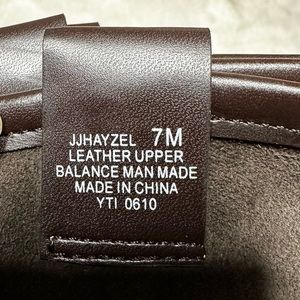 JJHAYZEL 7M
LEATHER UPPER
BALANCE MAN MADE
MADE IN CHINA
YTI 0610